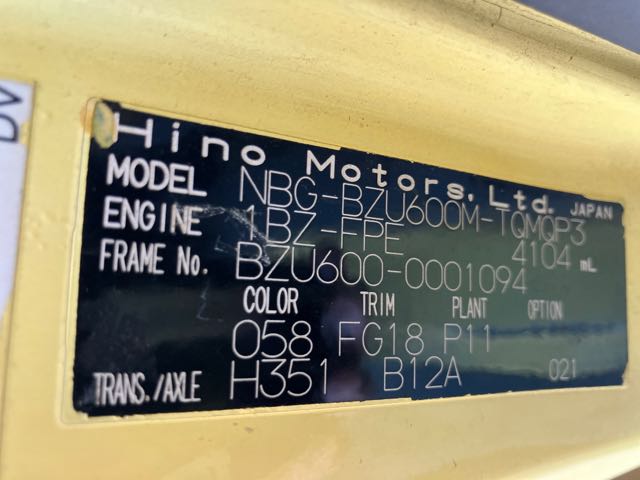 DV
Hino Motors, Ltd. JAPAN
MODEL NBG-BZU600M-TQMQP3
ENGINE 1BZ-FPE 4104 mL
FRAME No. BZU600-0001094
COLOR TRIM PLANT OPTION
058 FG18 P11
TRANS./AXLE H351 B12A 021